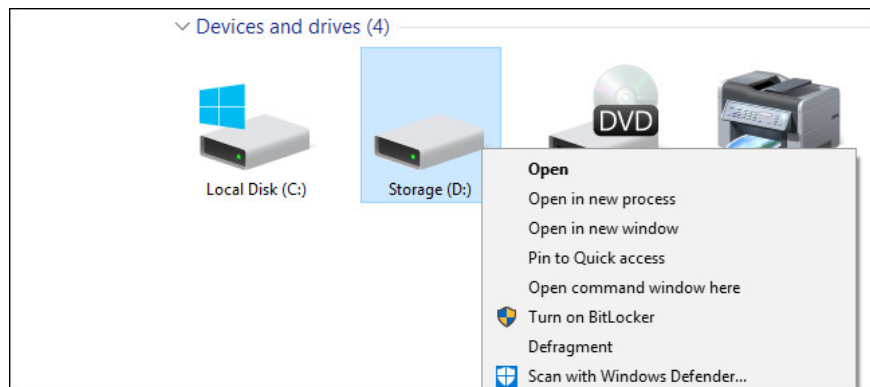 Devices and drives (4)
Local Disk (C:)
Storage (D:)
DVD
Open
Open in new process
Open in new window
Pin to Quick access
Open command window here
Turn on BitLocker
Defragment
Scan with Windows Defender...